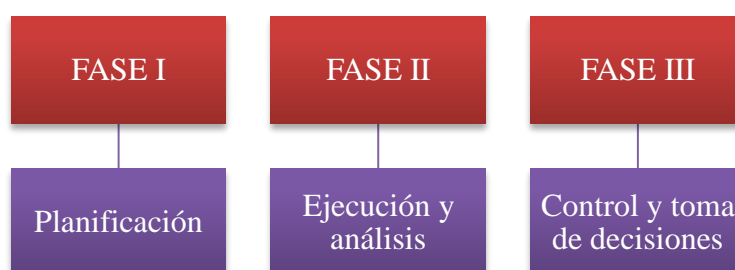 FASE I
FASE II
FASE III
Planificación
Ejecución y
análisis
Control y toma
de decisiones